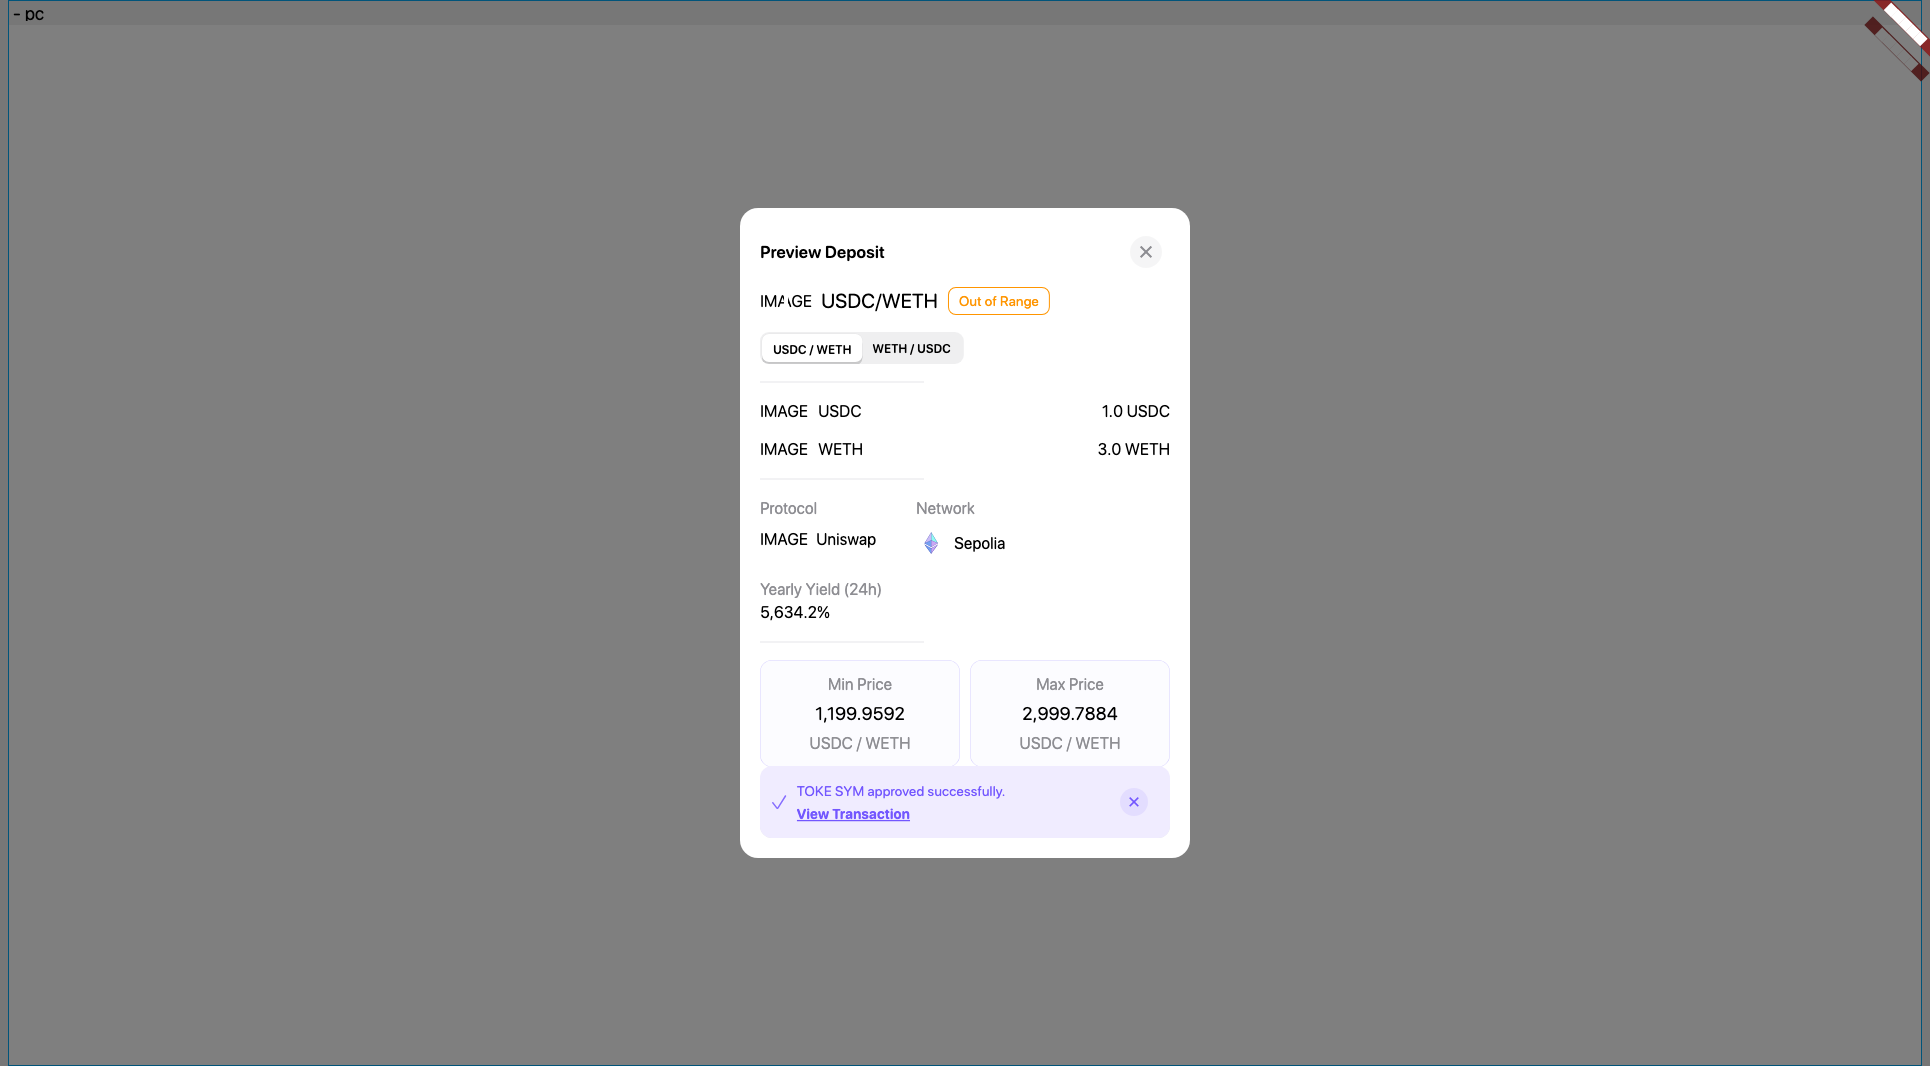 - pc
Preview Deposit
IMAGE USDC/WETH Out of Range
USDC / WETH WETH / USDC
IMAGE USDC 1.0 USDC
IMAGE WETH 3.0 WETH
Protocol Network
IMAGE Uniswap Sepolia
Yearly Yield (24h)
5,634.2%
Min Price Max Price
1,199.9592 2,999.7884
USDC / WETH USDC / WETH
TOKE SYM approved successfully.
View Transaction